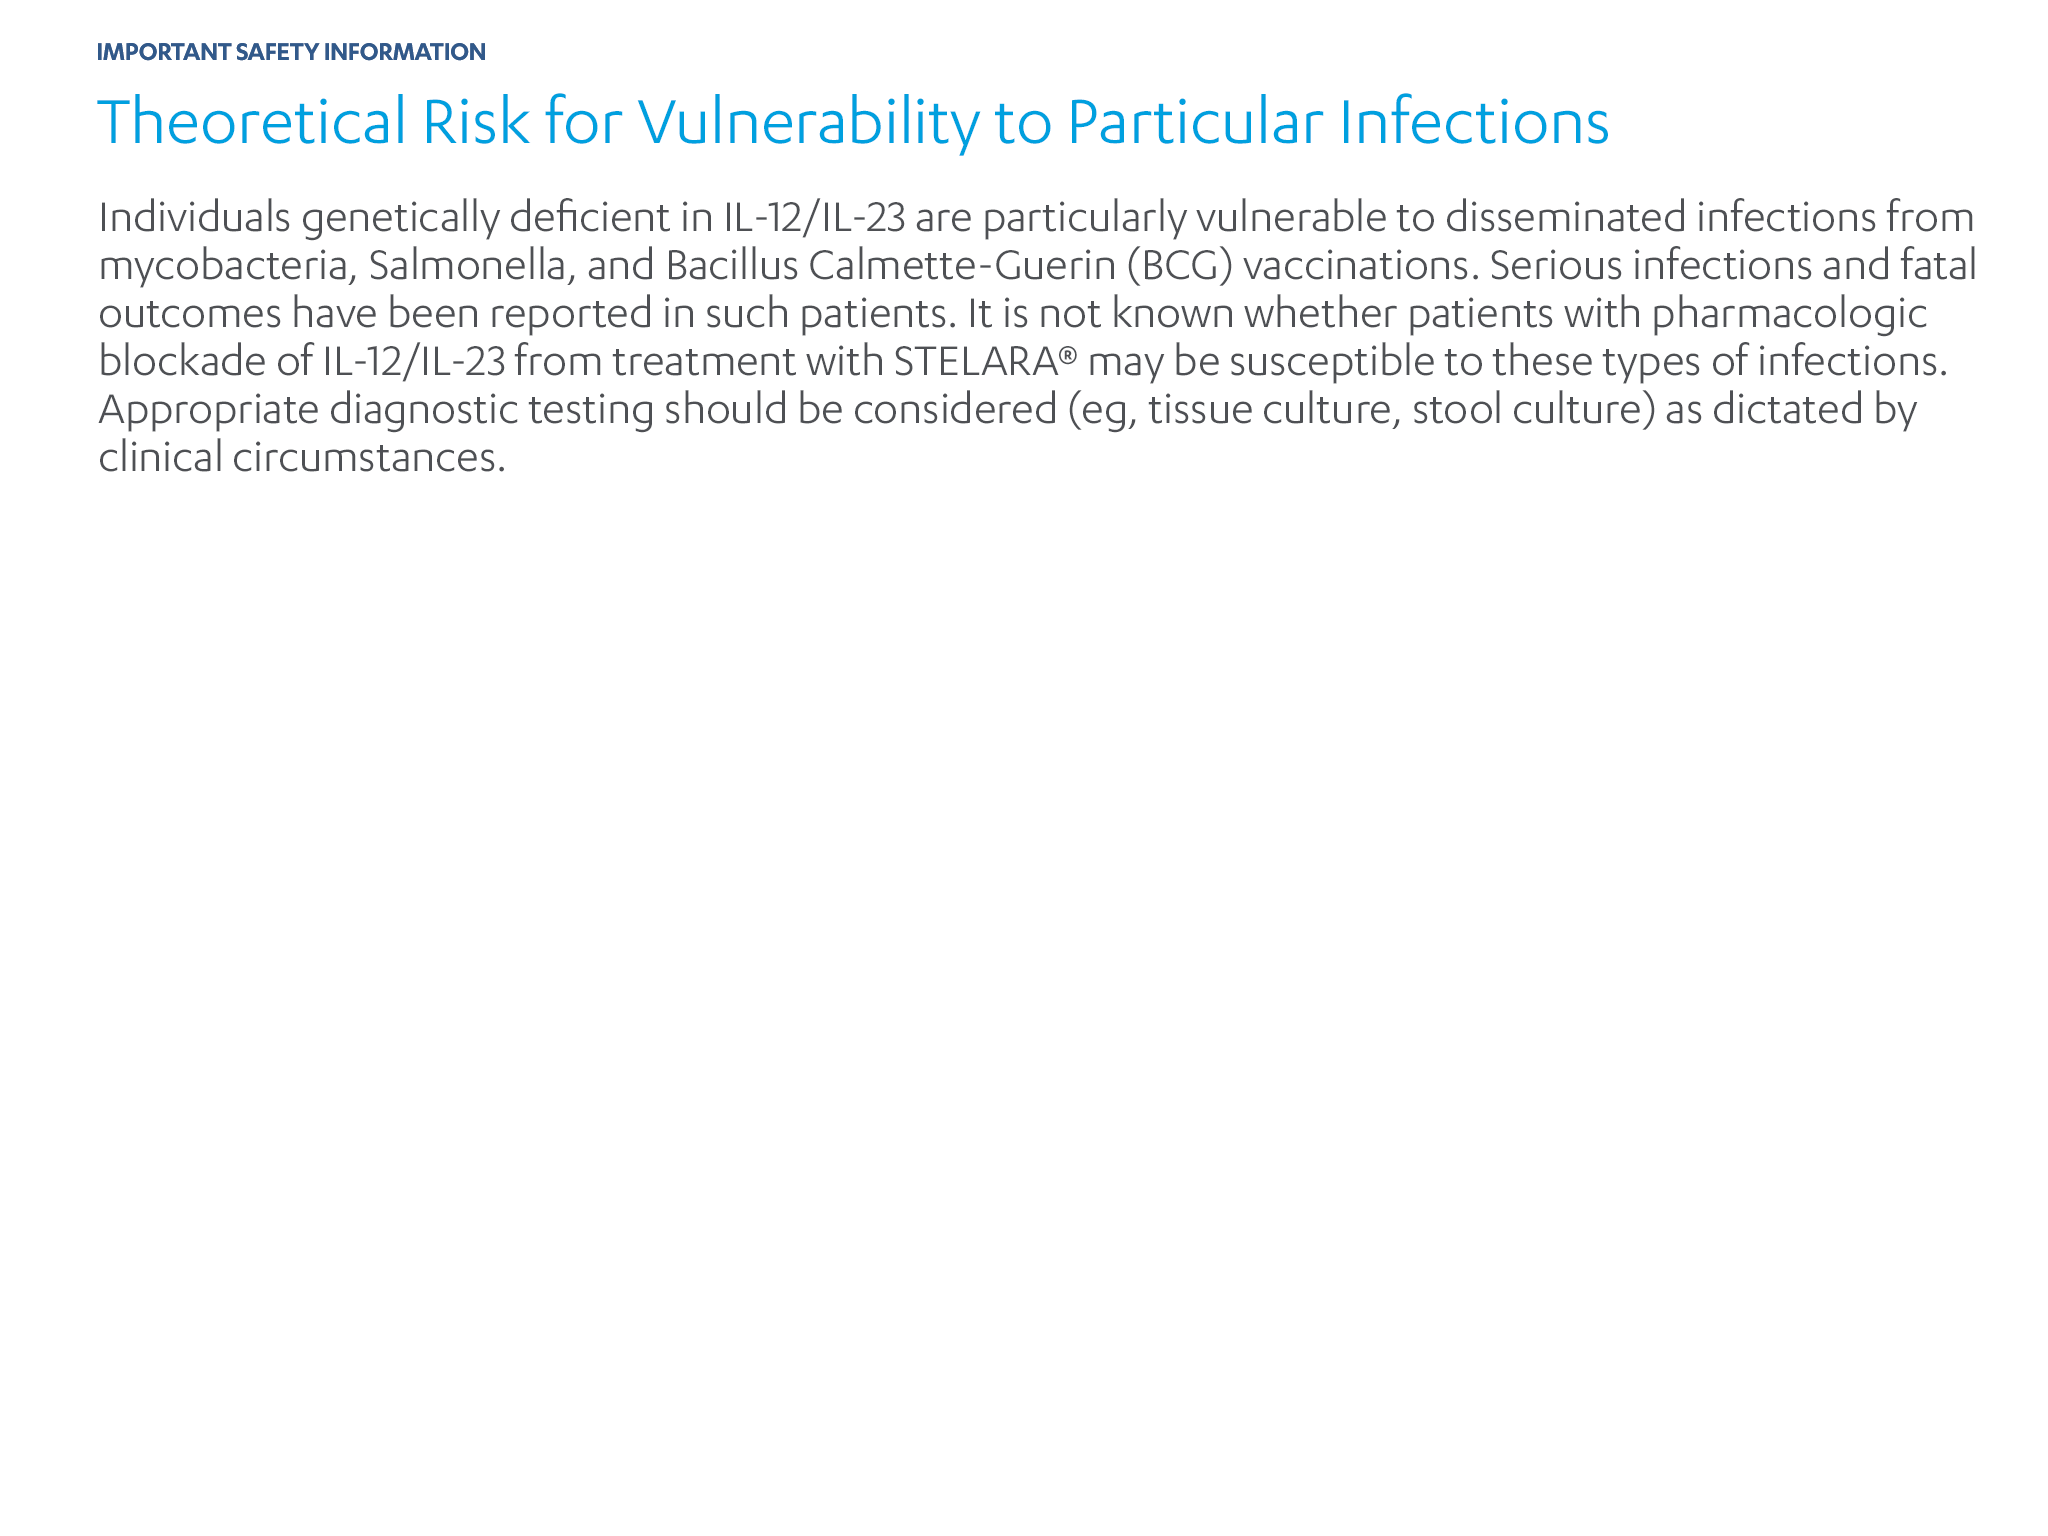 IMPORTANT SAFETY INFORMATION
Theoretical Risk for Vulnerability to Particular Infections
Individuals genetically deficient in IL-12/IL-23 are particularly vulnerable to disseminated infections from
mycobacteria, Salmonella, and Bacillus Calmette-Guerin (BCG) vaccinations. Serious infections and fatal
outcomes have been reported in such patients. It is not known whether patients with pharmacologic
blockade of IL-12/IL-23 from treatment with STELARA® may be susceptible to these types of infections.
Appropriate diagnostic testing should be considered (eg, tissue culture, stool culture) as dictated by
clinical circumstances.